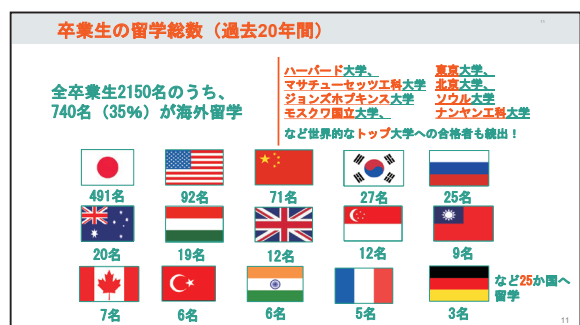 卒業生の留学総数（過去20年間）
全卒業生2150名のうち、
740名（35%）が海外留学
ハーバード大学、
マサチューセッツ工科大学
ジョンズホプキンス大学
モスクワ国立大学、
東京大学、
北京大学、
ソウル大学
ナンヤン工科大学
など世界的なトップ大学への合格者も続出！
491名
92名
71名
27名
25名
20名
19名
12名
12名
9名
7名
6名
6名
5名
3名
など25か国へ
留学
11